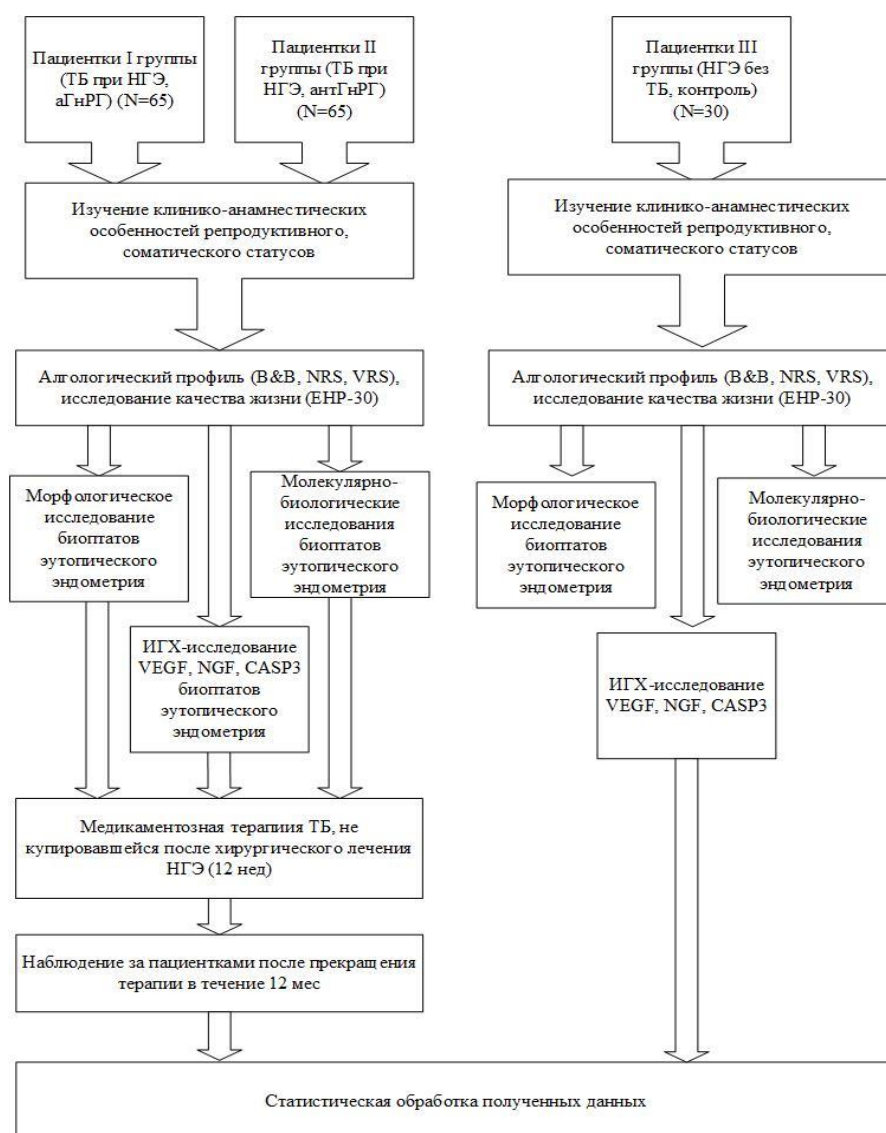 Пациентки I группы
(ТБ при НГЭ,
аГнРГ) (N=65)
Пациентки II
группы (ТБ при
НГЭ, антГнРГ)
(N=65)
Пациентки III
группы (НГЭ без
ТБ, контроль)
(N=30)
Изучение клинико-анамнестических
особенностей репродуктивного,
соматического статусов
Изучение клинико-анамнестических
особенностей репродуктивного,
соматического статусов
Алгологический профиль (B&B, NRS, VRS),
исследование качества жизни (EHP-30)
Алгологический профиль (B&B, NRS, VRS),
исследование качества жизни (EHP-30)
Морфологическое
исследование
биоптатов
эутопического
эндометрия
Молекулярно-
биологические
исследования
биоптатов
эутопического
эндометрия
Морфологическое
исследование
биоптатов
эутопического
эндометрия
Молекулярно-
биологические
исследования
эутопического
эндометрия
ИГХ-исследование
VEGF, NGF, CASP3
биоптатов
эутопического
эндометрия
ИГХ-исследование
VEGF, NGF, CASP3
Медикаментозная терапиия ТБ, не
купировавшейся после хирургического лечения
НГЭ (12 нед)
Наблюдение за пациентками после прекращения
терапии в течение 12 мес
Статистическая обработка полученных данных